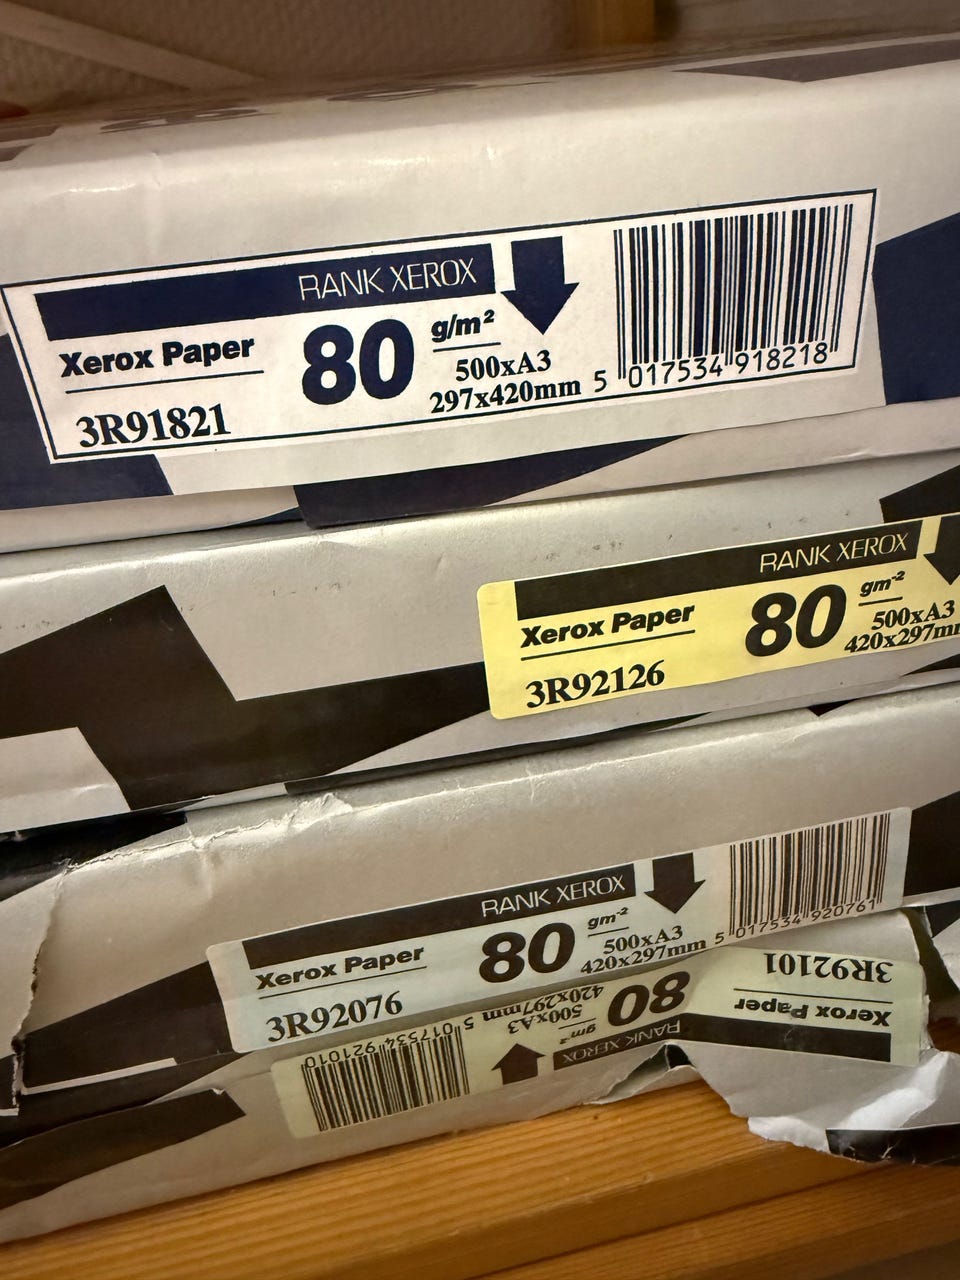 RANK XEROX
Xerox Paper
80
g/m²
500xA3
297x420mm
3R91821
5 017534 918218
RANK XEROX
Xerox Paper
80
gm⁻²
500xA3
420x297mm
3R92126
RANK XEROX
Xerox Paper
80
gm⁻²
500xA3
420x297mm
3R92076
5 017534 920761
RANK XEROX
Xerox Paper
80
gm⁻²
500xA3
420x297mm
3R92101
5 017534 921010